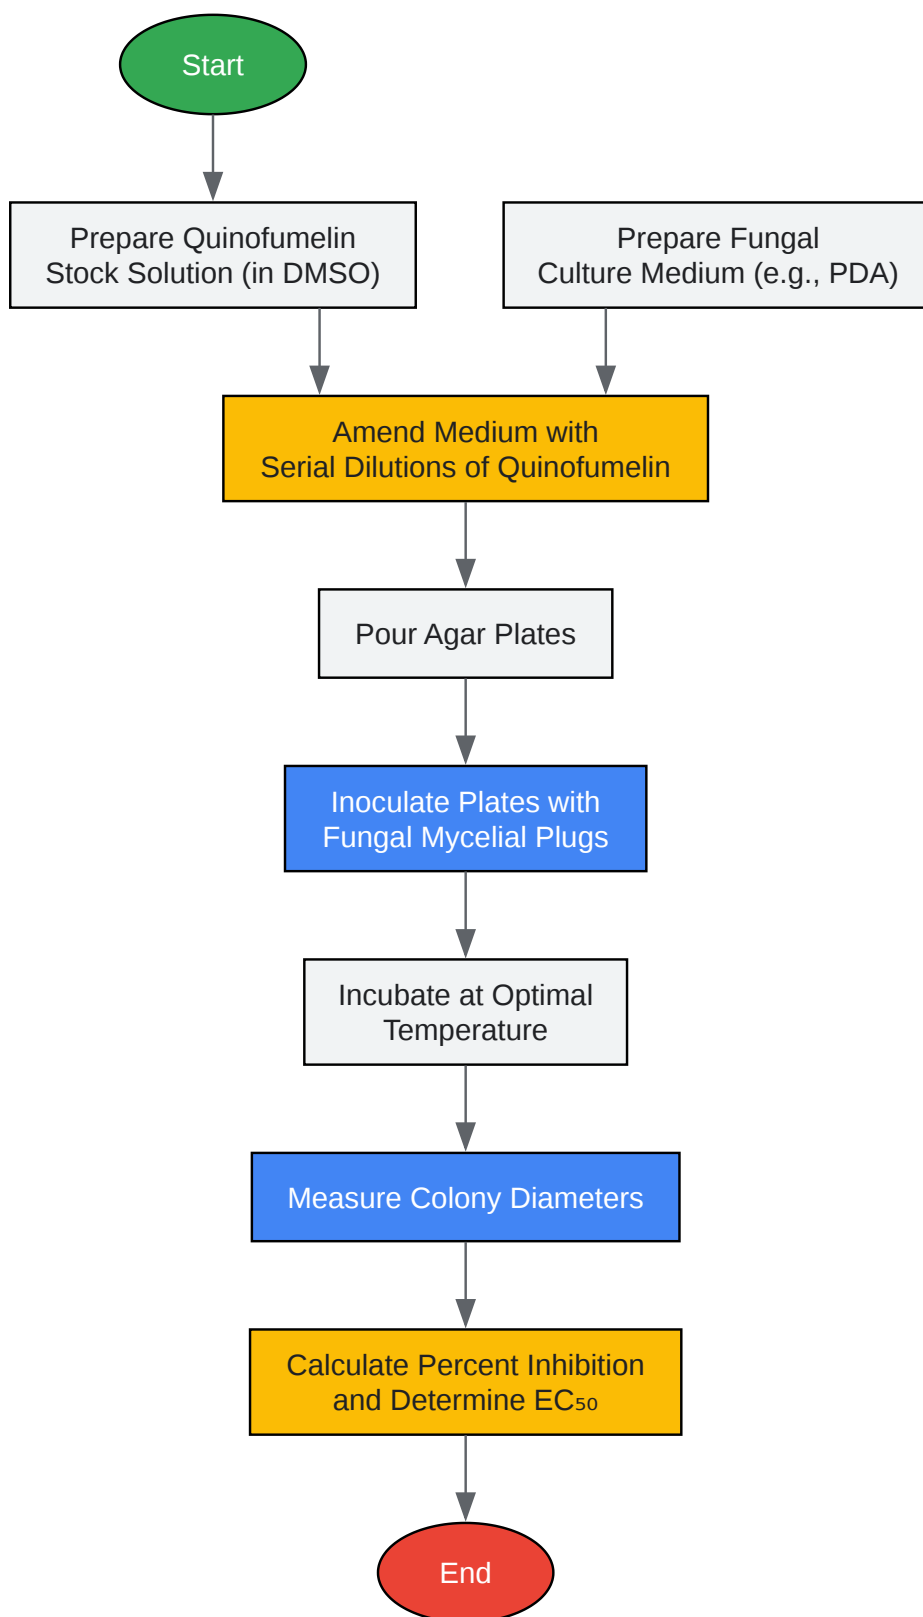 Start
Prepare Quinofumelin
Stock Solution (in DMSO)
Prepare Fungal
Culture Medium (e.g., PDA)
Amend Medium with
Serial Dilutions of Quinofumelin
Pour Agar Plates
Inoculate Plates with
Fungal Mycelial Plugs
Incubate at Optimal
Temperature
Measure Colony Diameters
Calculate Percent Inhibition
and Determine EC₅₀
End